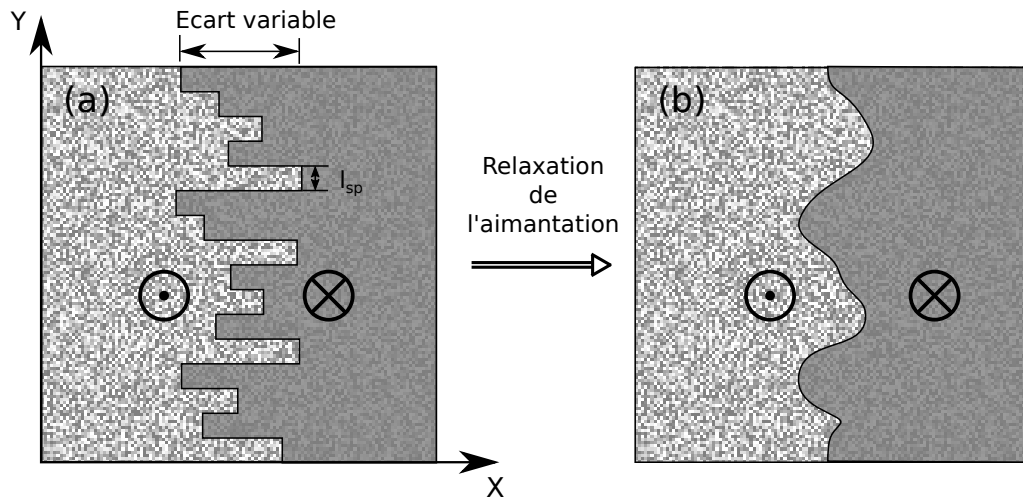 Ecart variable
Y
(a)
l_sp
X
Relaxation
de
l'aimantation
(b)